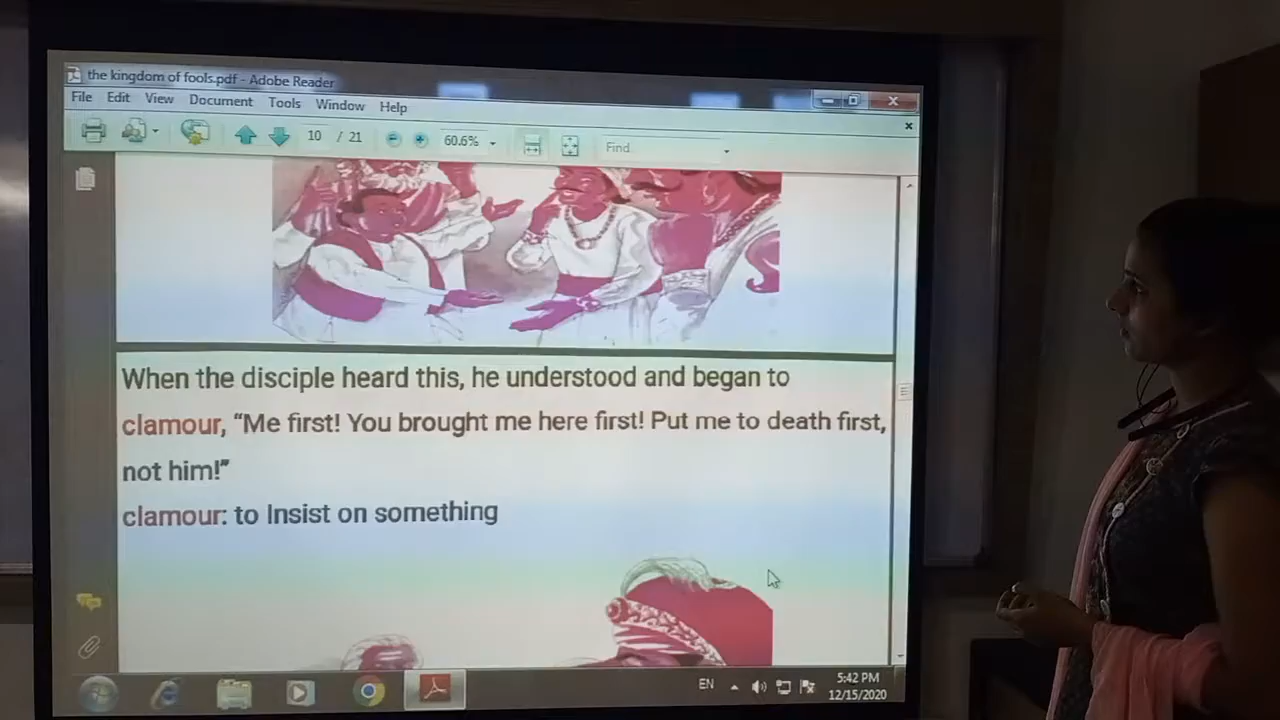 the kingdom of fools.pdf - Adobe Reader
File Edit View Document Tools Window Help
10 / 21 60.6% Find
When the disciple heard this, he understood and began to
clamour, “Me first! You brought me here first! Put me to death first,
not him!”
clamour: to Insist on something
EN 5:42 PM
12/15/2020